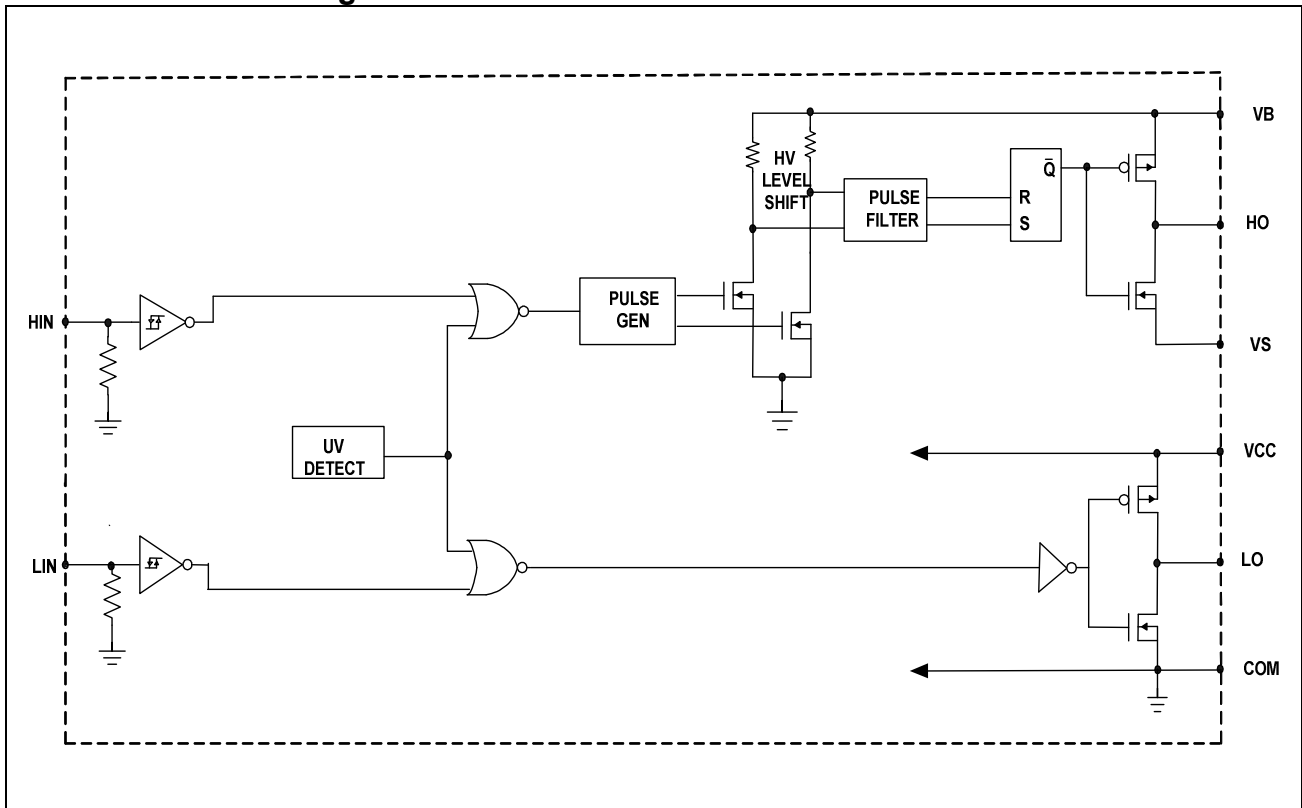 VB
HV
LEVEL
SHIFT
Q̄
PULSE
FILTER
R
S
HO
PULSE
GEN
HIN
VS
UV
DETECT
VCC
LIN
LO
COM